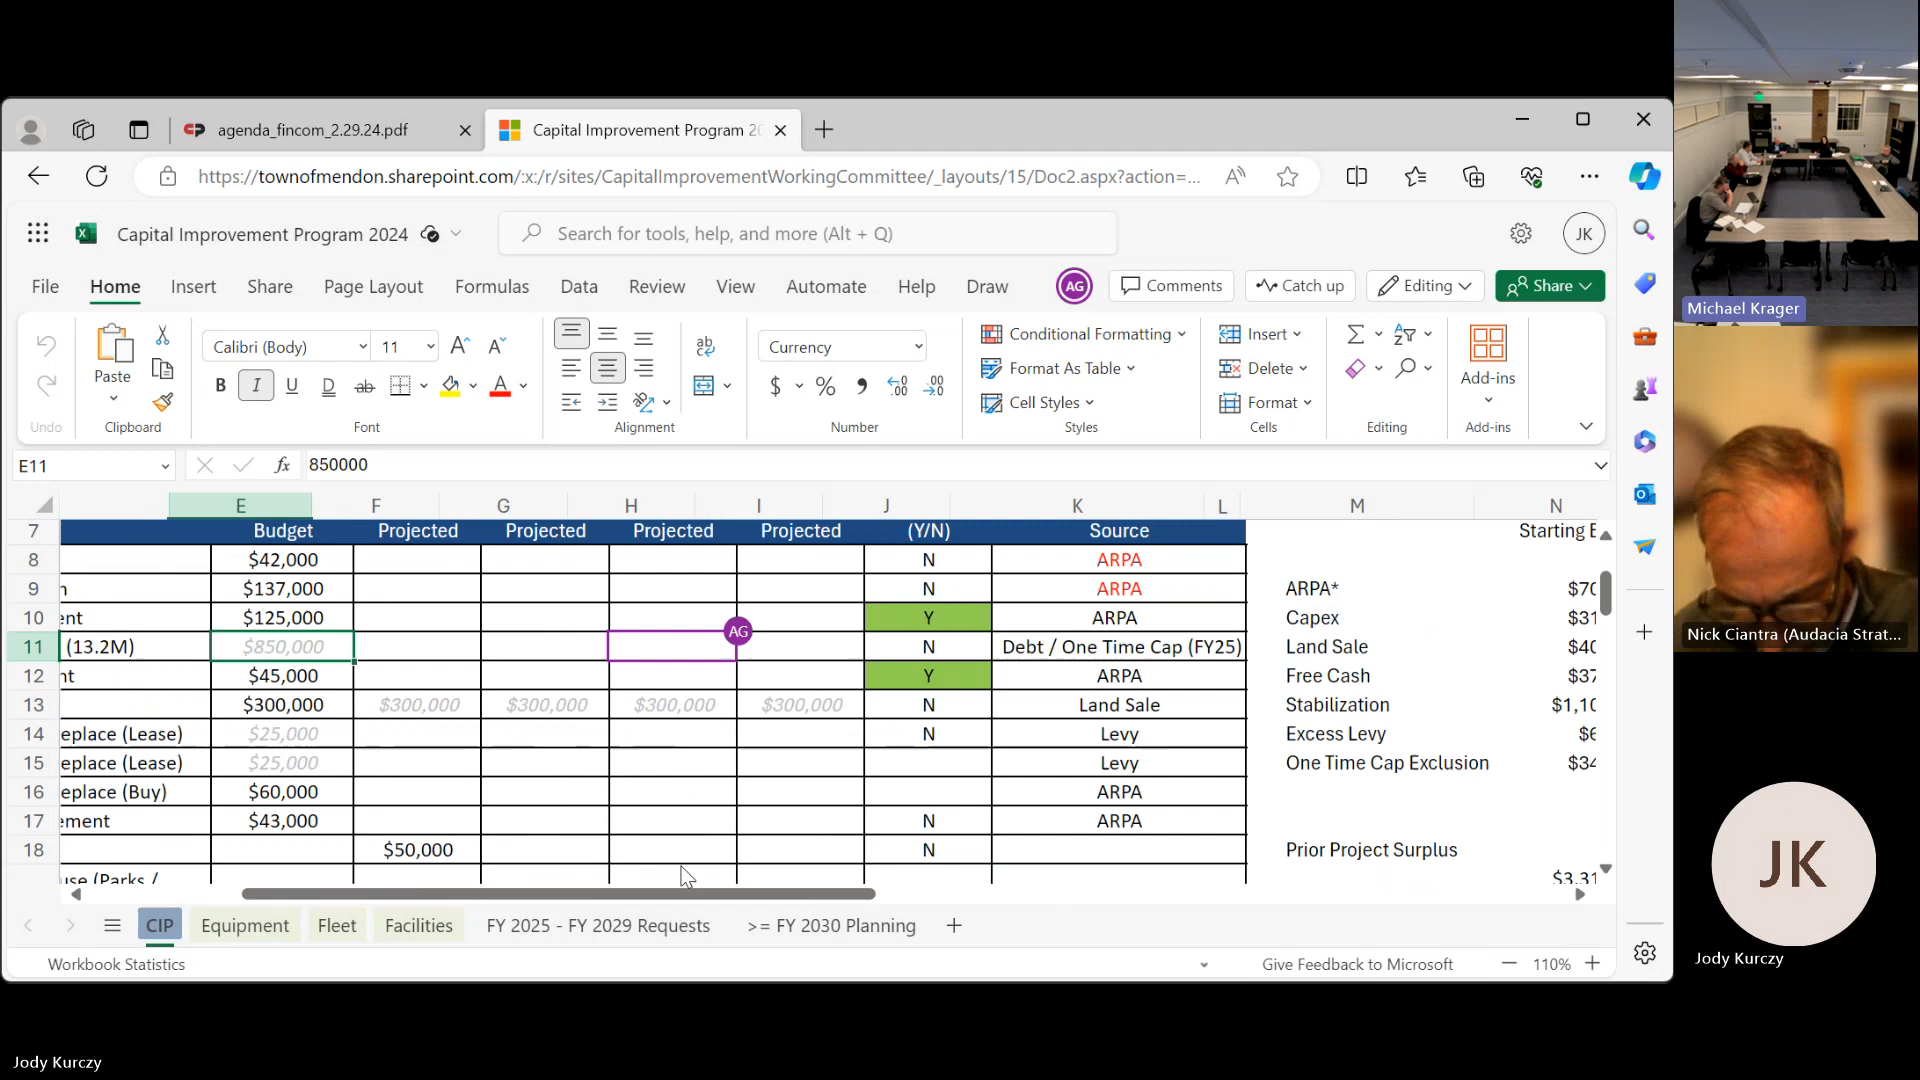 agenda_fincom_2.29.24.pdf
Capital Improvement Program 20
https://townofmendon.sharepoint.com/:x:/r/sites/CapitalImprovementWorkingCommittee/_layouts/15/Doc2.aspx?action=...
Capital Improvement Program 2024
Search for tools, help, and more (Alt + Q)
JK
File Home Insert Share Page Layout Formulas Data Review View Automate Help Draw
AG Comments Catch up Editing Share
Calibri (Body) 11 Currency
Paste
Conditional Formatting
Format As Table
Cell Styles
Insert
Delete
Format
Add-ins
Undo Clipboard Font Alignment Number Styles Cells Editing Add-ins
E11 fx 850000
E F G H I J K L M N
7 Budget Projected Projected Projected Projected (Y/N) Source Starting
8 $42,000 N ARPA
9 $137,000 N ARPA ARPA* $70
10 ent $125,000 Y ARPA Capex $31
11 (13.2M) $850,000 AG N Debt / One Time Cap (FY25) Land Sale $40
12 nt $45,000 Y ARPA Free Cash $37
13 $300,000 $300,000 $300,000 $300,000 $300,000 N Land Sale Stabilization $1,10
14 eplace (Lease) $25,000 N Levy Excess Levy $6
15 eplace (Lease) $25,000 Levy One Time Cap Exclusion $34
16 eplace (Buy) $60,000 ARPA
17 ement $43,000 N ARPA
18 $50,000 N Prior Project Surplus
use (Parks / $3,31
CIP Equipment Fleet Facilities FY 2025 - FY 2029 Requests >= FY 2030 Planning
Workbook Statistics Give Feedback to Microsoft 110%
Michael Krager
Nick Ciantra (Audacia Strat...
JK
Jody Kurczy
Jody Kurczy